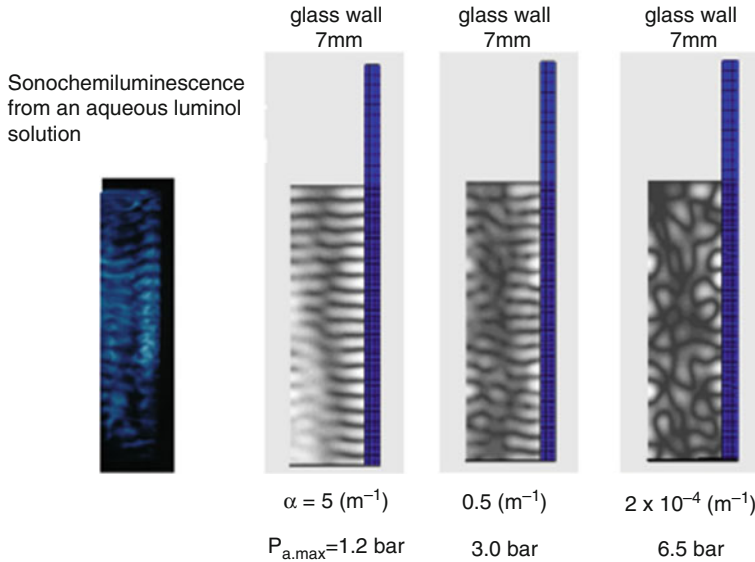 glass wall
7mm
glass wall
7mm
glass wall
7mm
Sonochemiluminescence
from an aqueous luminol
solution
α = 5 (m⁻¹)
0.5 (m⁻¹)
2 x 10⁻⁴ (m⁻¹)
Pa.max=1.2 bar
3.0 bar
6.5 bar